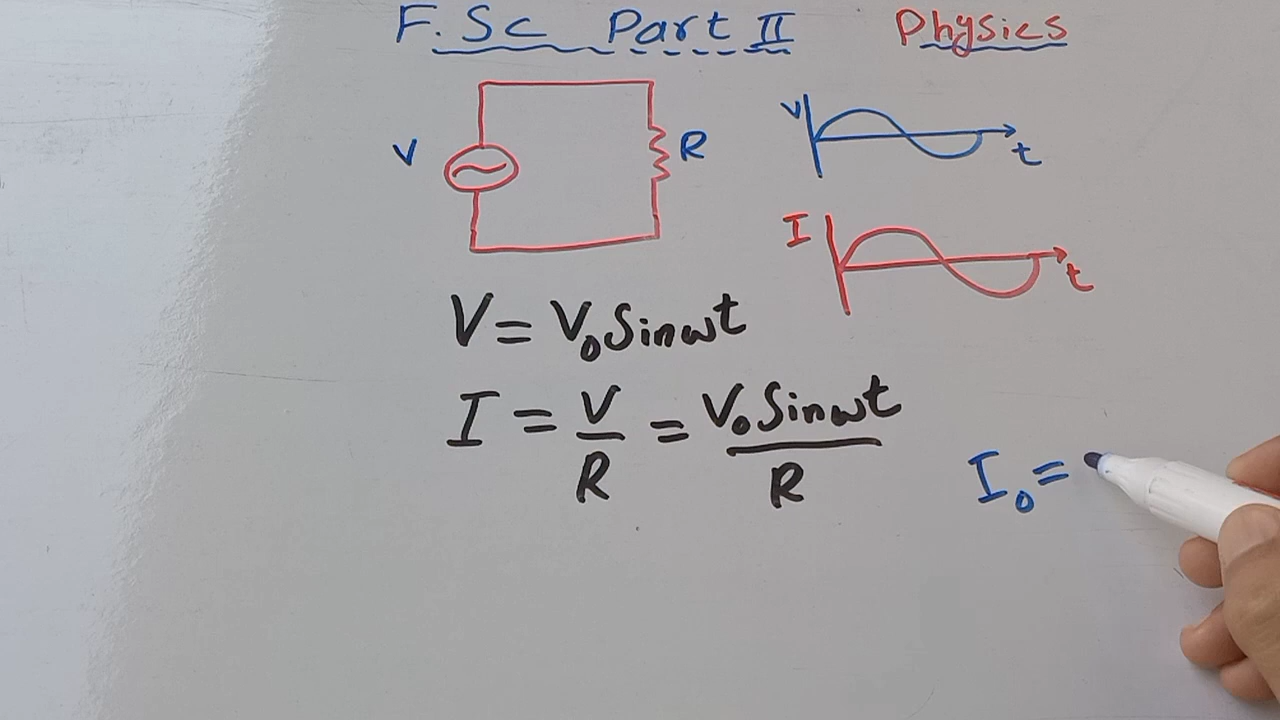 F.Sc Part II Physics
V R
V t
I t
V = V₀ Sinωt
I = V/R = V₀ Sinωt/R
I₀ =